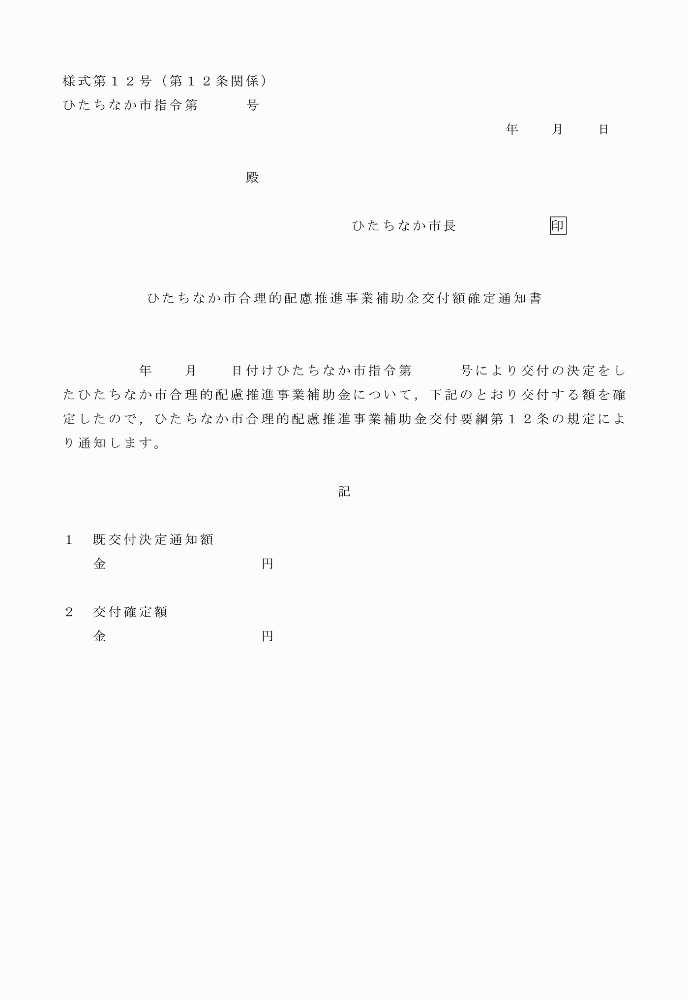 様式第１２号（第１２条関係）
ひたちなか市指令第　　　号
年　　月　　日
殿
ひたちなか市長　　　　　　印
ひたちなか市合理的配慮推進事業補助金交付額確定通知書
年　　月　　日付けひたちなか市指令第　　　号により交付の決定をし
たひたちなか市合理的配慮推進事業補助金について，下記のとおり交付する額を確
定したので，ひたちなか市合理的配慮推進事業補助金交付要綱第１２条の規定によ
り通知します。
記
１　既交付決定通知額
金　　　　　　　　　　円
２　交付確定額
金　　　　　　　　　　円